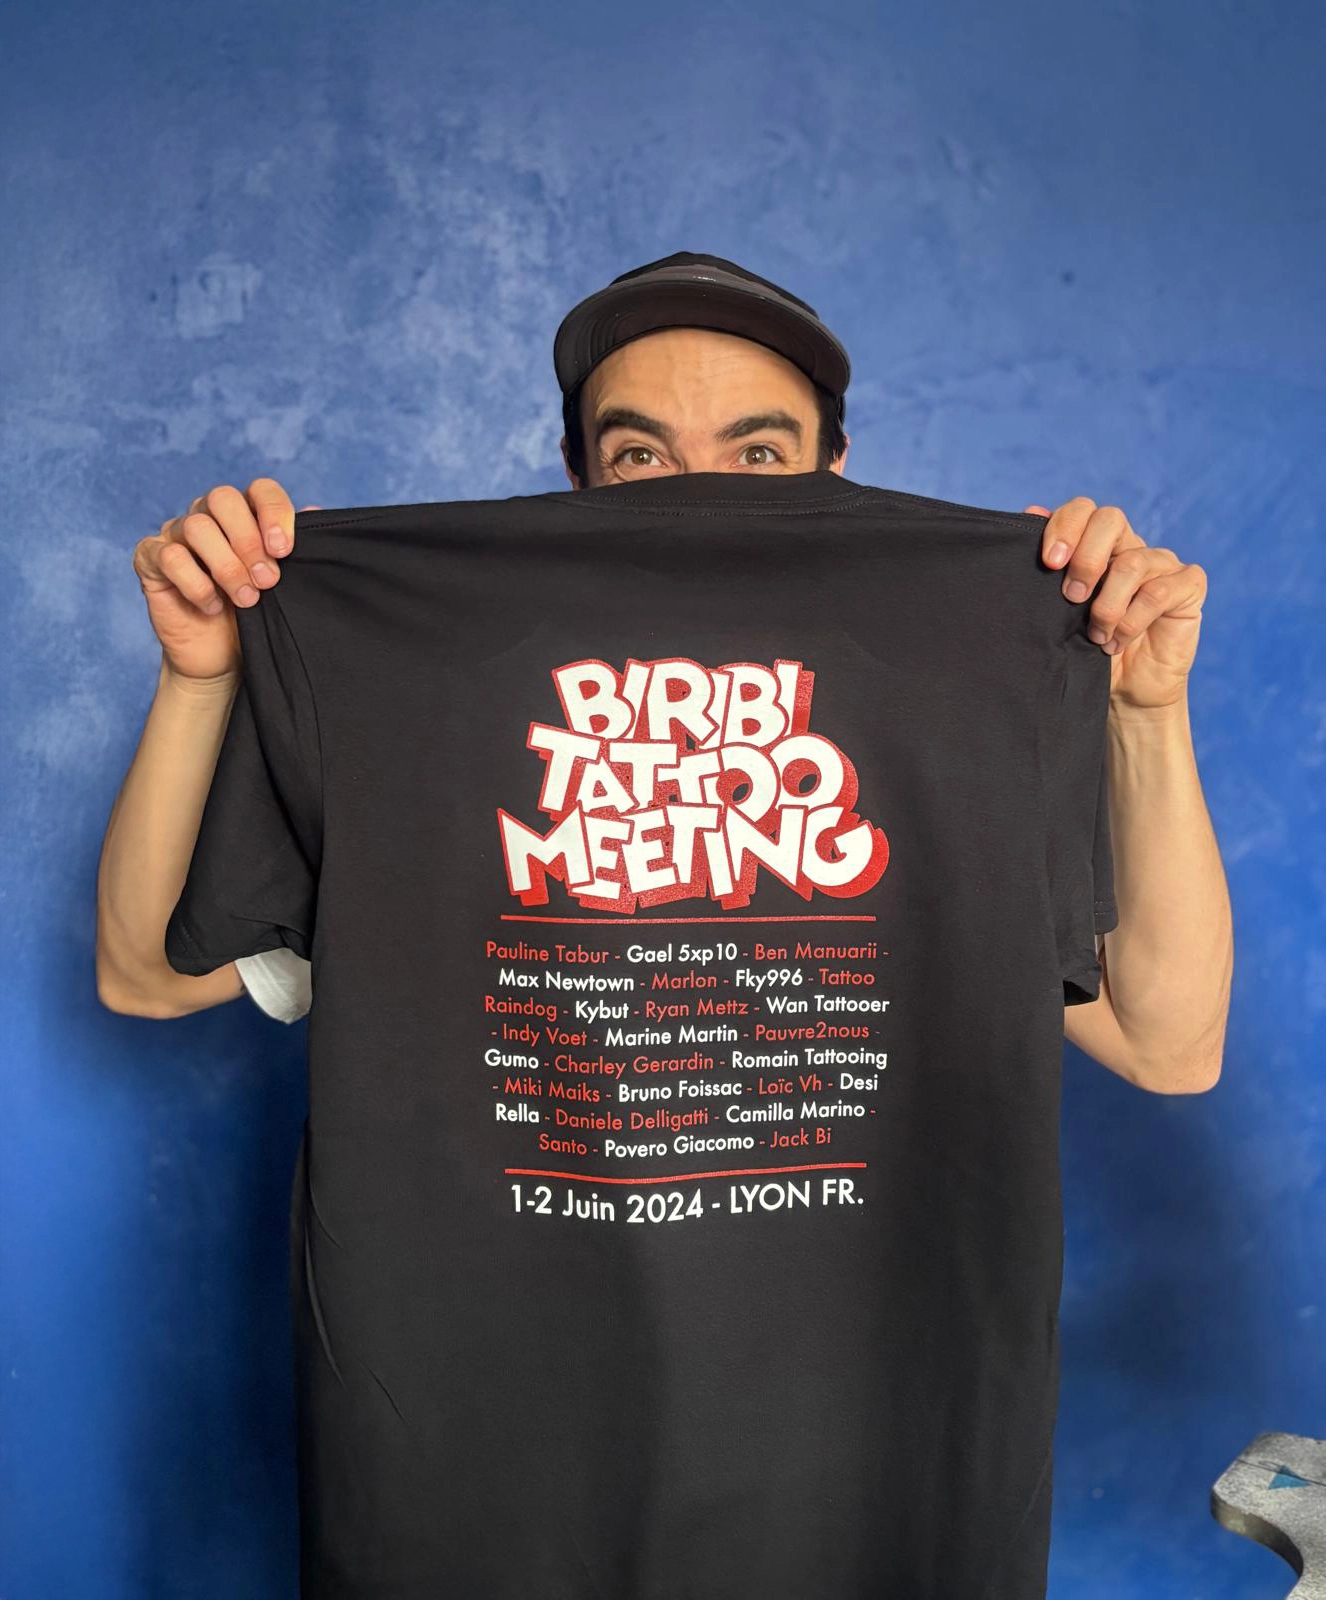 BIRIBI
TATTOO
MEETING
Pauline Tabur - Gael 5xp10 - Ben Manuarii -
Max Newtown - Marlon - Fky996 - Tattoo
Raindog - Kybut - Ryan Mettz - Wan Tattooer
- Indy Voet - Marine Martin - Pauvre2nous -
Gumo - Charley Gerardin - Romain Tattooing
- Miki Maiks - Bruno Foissac - Loïc Vh - Desi
Rella - Daniele Delligatti - Camilla Marino -
Santo - Povero Giacomo - Jack Bi
1-2 Juin 2024 - LYON FR.